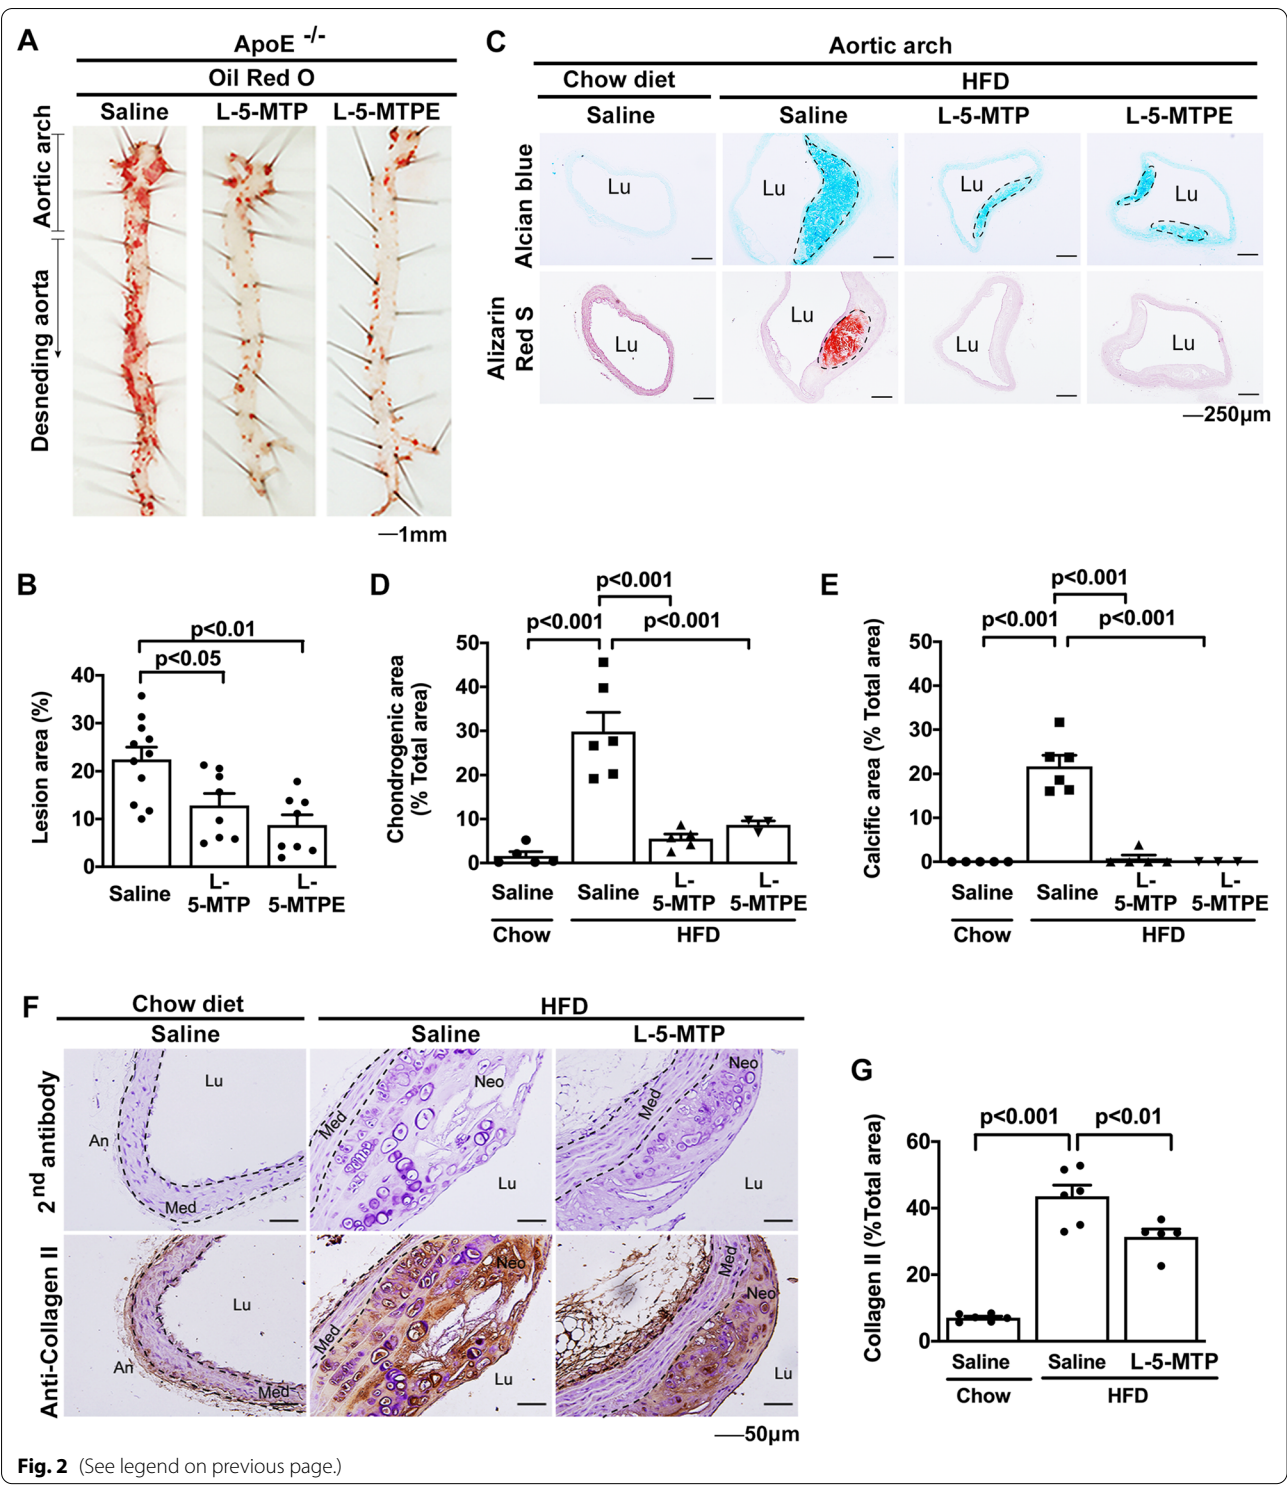 A
ApoE -/-
Oil Red O
Saline L-5-MTP L-5-MTPE
Aortic arch
Desneding aorta
1mm
C
Aortic arch
Chow diet HFD
Saline Saline L-5-MTP L-5-MTPE
Alcian blue
Lu Lu Lu Lu
Alizarin
Red S
Lu Lu Lu Lu
250µm
B
p<0.01
p<0.05
Lesion area (%)
40
30
20
10
0
Saline L-5-MTP L-5-MTPE
D
p<0.001
p<0.001 p<0.001
Chondrogenic area
(% Total area)
50
40
30
20
10
0
Saline Saline L-5-MTP L-5-MTPE
Chow HFD
E
p<0.001
p<0.001 p<0.001
Calcific area (% Total area)
50
40
30
20
10
0
Saline Saline L-5-MTP L-5-MTPE
Chow HFD
F
Chow diet HFD
Saline Saline L-5-MTP
2nd antibody
Lu An Med
Neo Med Lu
Neo Med Lu
Anti-Collagen II
Lu An Med
Neo Med Lu
Med Neo Lu
50µm
G
p<0.001 p<0.01
Collagen II (%Total area)
60
40
20
0
Saline Saline L-5-MTP
Chow HFD
Fig. 2 (See legend on previous page.)